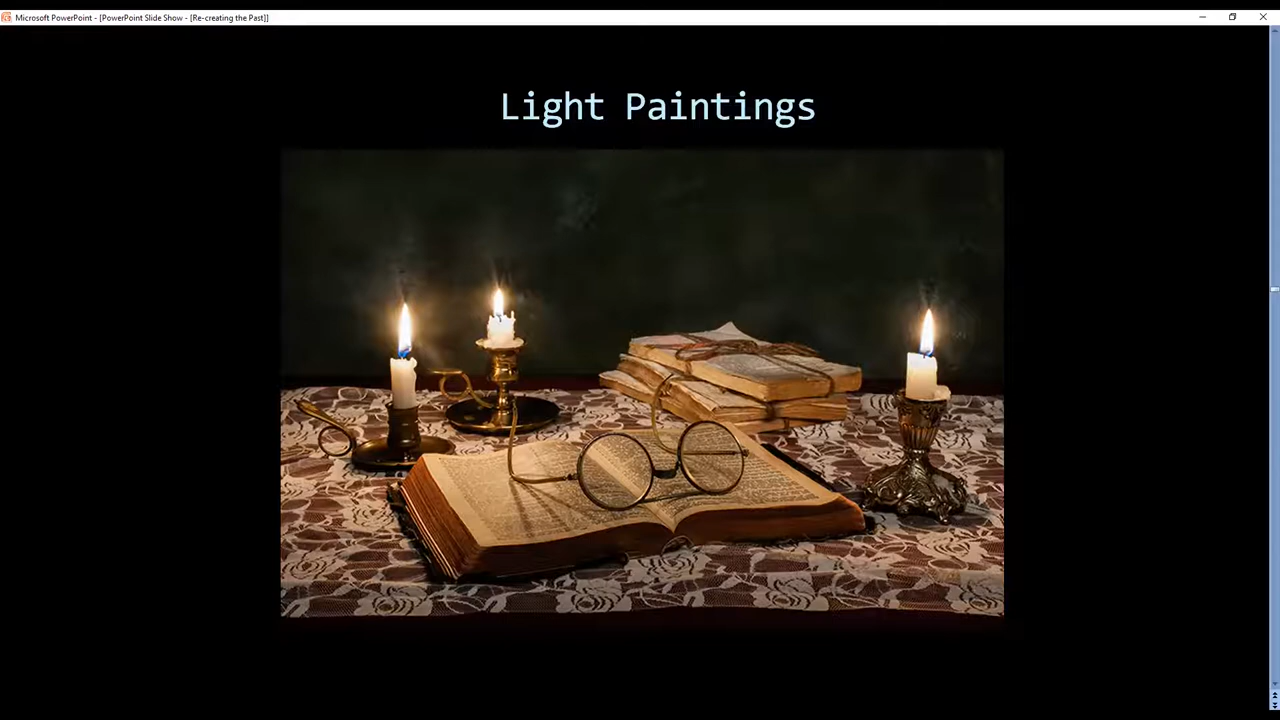 Microsoft PowerPoint - [PowerPoint Slide Show - [Re-creating the Past]]
Light Paintings